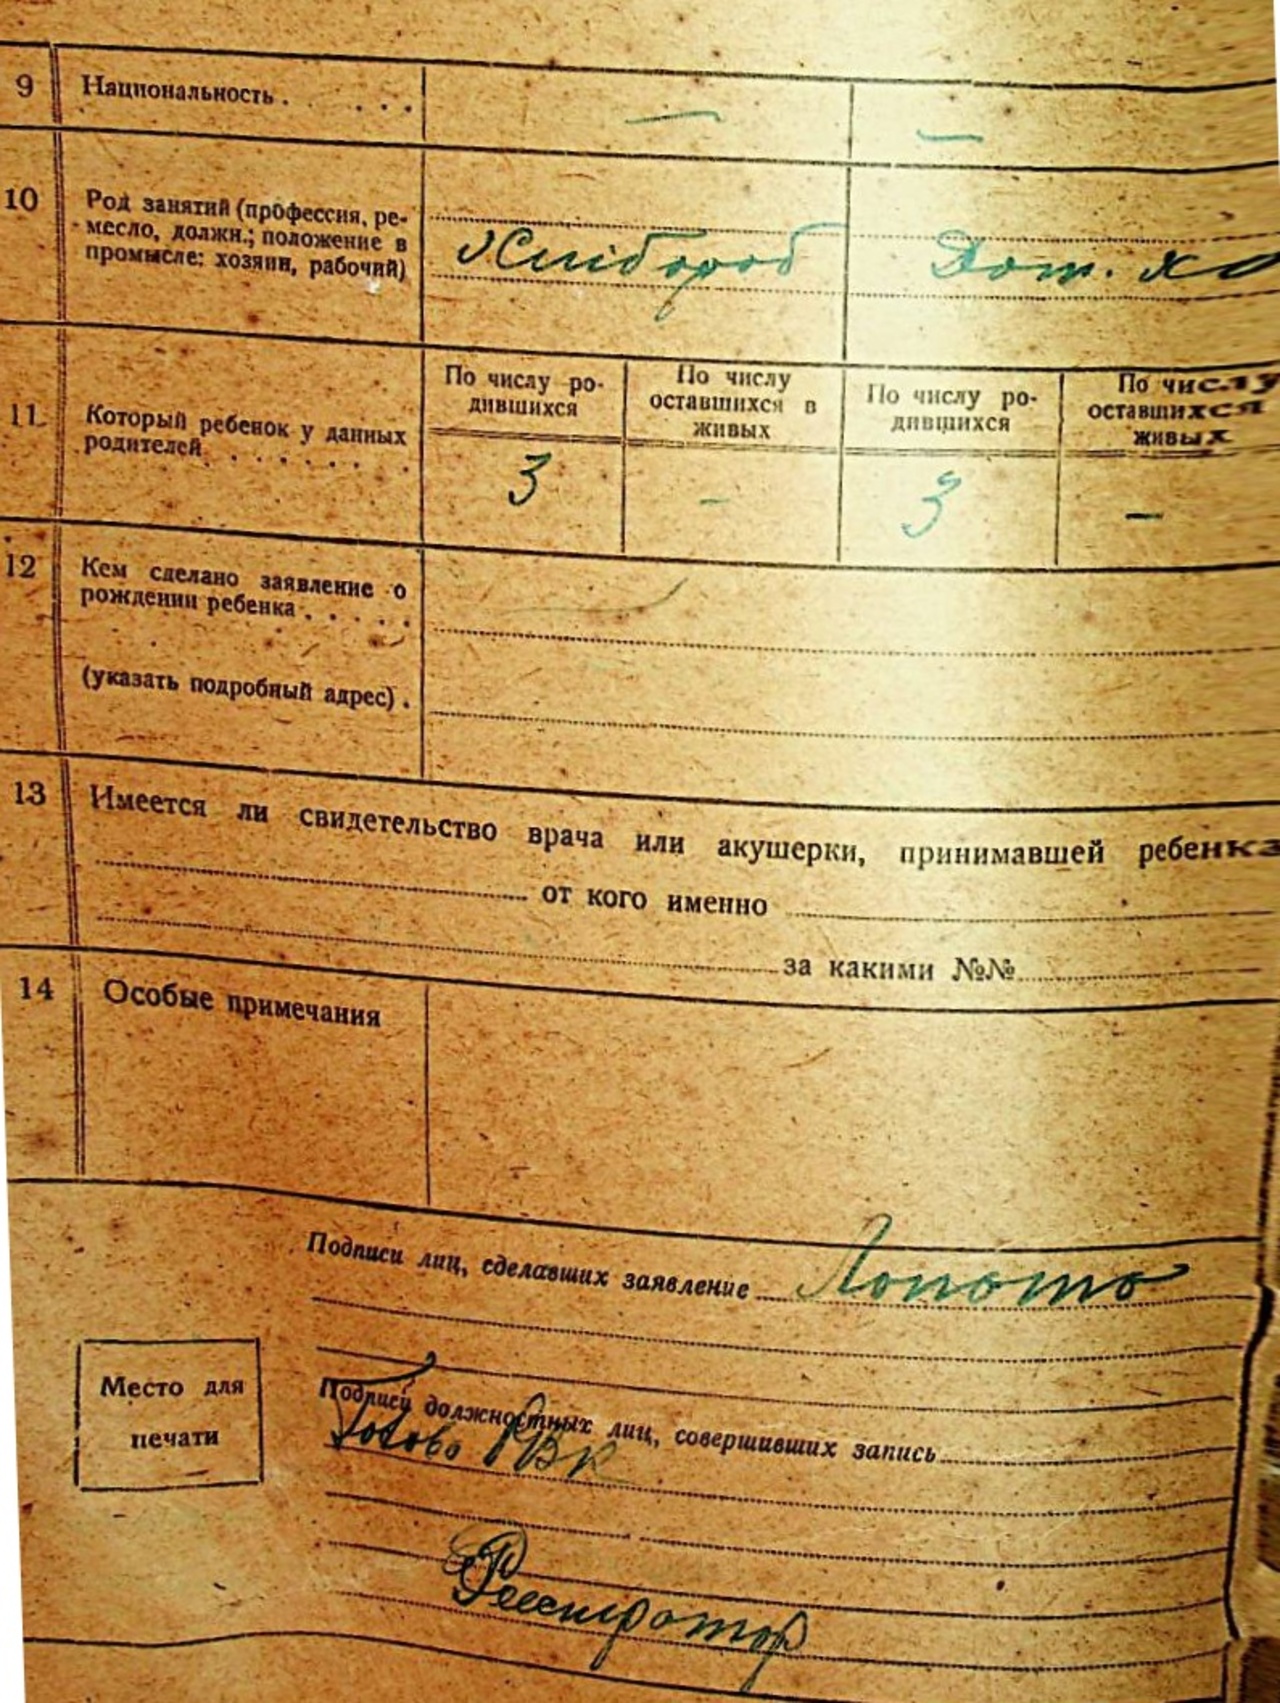 9 Национальность . . . . . — —
10 Род занятий (профессия, ре-
месло, должн.; положение в
промысле: хозяин, рабочий)
Хлібороб Дом. хо
11 Который ребенок у данных
родителей . . . . . . . .
По числу ро-
дившихся
По числу
оставшихся в
живых
По числу ро-
дившихся
По числу
оставшихся
живых
3 - 3 -
12 Кем сделано заявление о
рождении ребенка . . . . .
(указать подробный адрес) .
13 Имеется ли свидетельство врача или акушерки, принимавшей ребенка
от кого именно
за какими №№
14 Особые примечания
Подписи лиц, сделавших заявление Лопото
Место для
печати
Подписи должностных лиц, совершивших запись
Голова РВК
Реєстратор